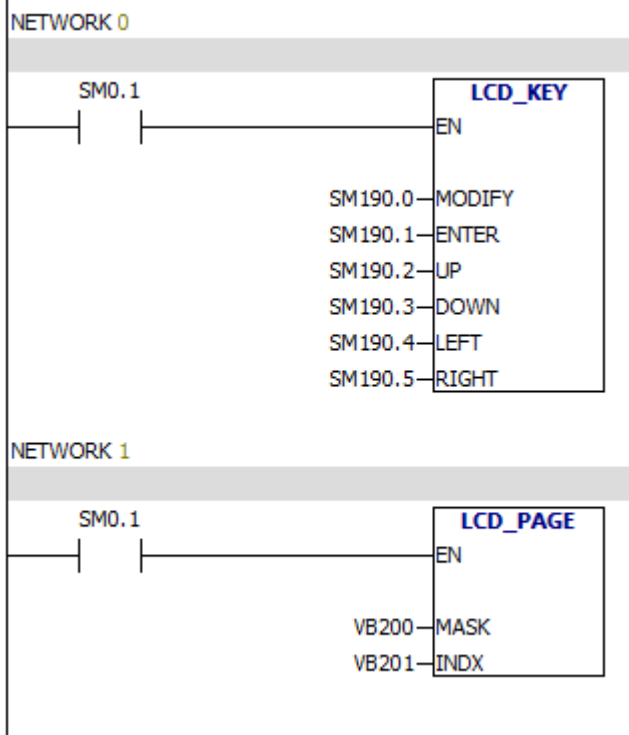 NETWORK 0
SM0.1
LCD_KEY
EN
SM190.0 MODIFY
SM190.1 ENTER
SM190.2 UP
SM190.3 DOWN
SM190.4 LEFT
SM190.5 RIGHT
NETWORK 1
SM0.1
LCD_PAGE
EN
VB200 MASK
VB201 INDX